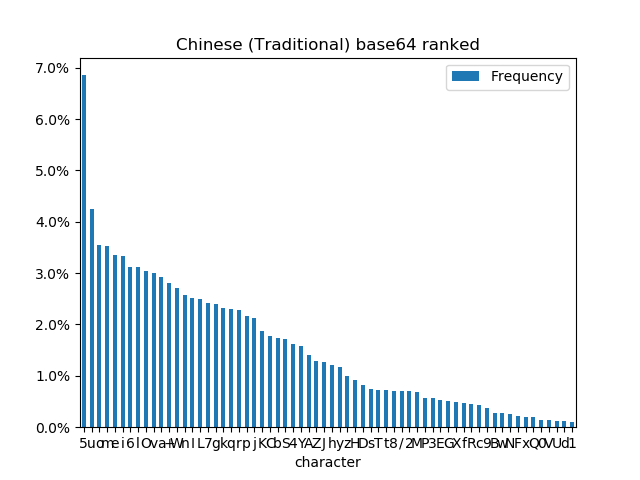 Chinese (Traditional) base64 ranked
Frequency
7.0%
6.0%
5.0%
4.0%
3.0%
2.0%
1.0%
0.0%
5uomei6lOva+WnIL7gkqrpjKCbS4YAZJhyzHDsTt8/2MP3EGXfRc9BwNFxQ0VUd1
character